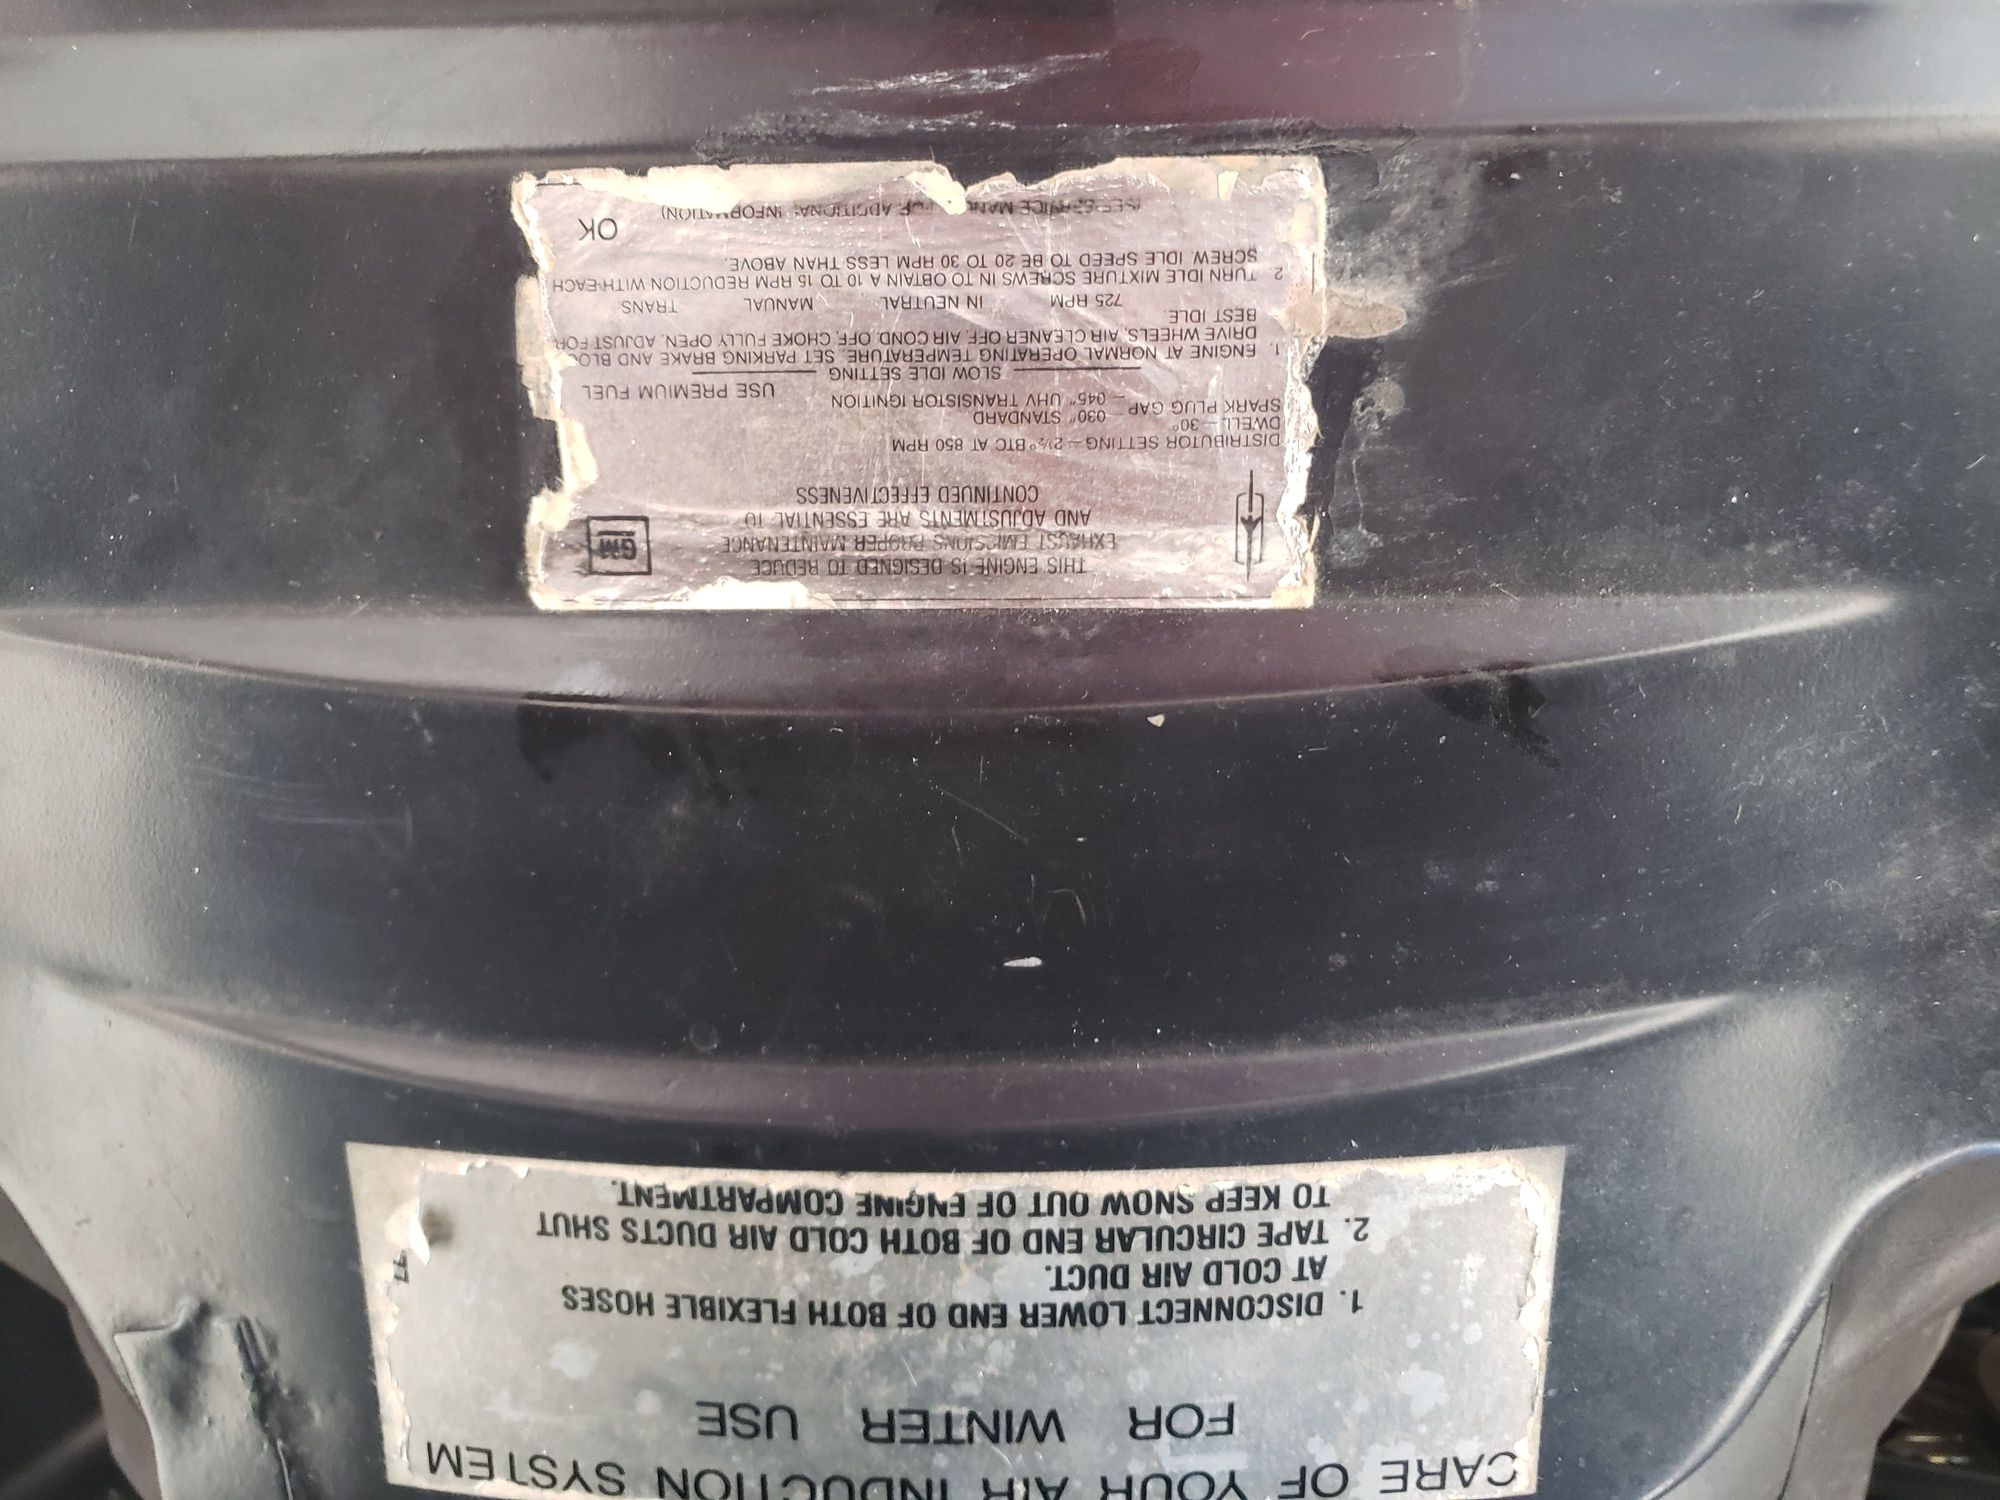 THIS ENGINE IS DESIGNED TO REDUCE
EXHAUST EMISSIONS PROPER MAINTENANCE
AND ADJUSTMENTS ARE ESSENTIAL TO
CONTINUED EFFECTIVENESS
GM
DISTRIBUTOR SETTING — 2½° BTC AT 850 RPM
DWELL — 30°
SPARK PLUG GAP — .030" STANDARD
— .045" UHV TRANSISTOR IGNITION
USE PREMIUM FUEL
SLOW IDLE SETTING
1. ENGINE AT NORMAL OPERATING TEMPERATURE, SET PARKING BRAKE AND
DRIVE WHEELS, AIR CLEANER OFF, AIR COND. OFF, CHOKE FULLY OPEN, ADJUST FOR
BEST IDLE.
725 RPM IN NEUTRAL MANUAL TRANS.
2. TURN IDLE MIXTURE SCREWS IN TO OBTAIN A 10 TO 15 RPM REDUCTION WITH EACH
SCREW. IDLE SPEED TO BE 20 TO 30 RPM LESS THAN ABOVE.
OK
(SEE SERVICE ADDITIONAL INFORMATION)
CARE OF YOUR AIR INDUCTION SYSTEM
FOR WINTER USE
1. DISCONNECT LOWER END OF BOTH FLEXIBLE HOSES
AT COLD AIR DUCT.
2. TAPE CIRCULAR END OF BOTH COLD AIR DUCTS SHUT
TO KEEP SNOW OUT OF ENGINE COMPARTMENT.